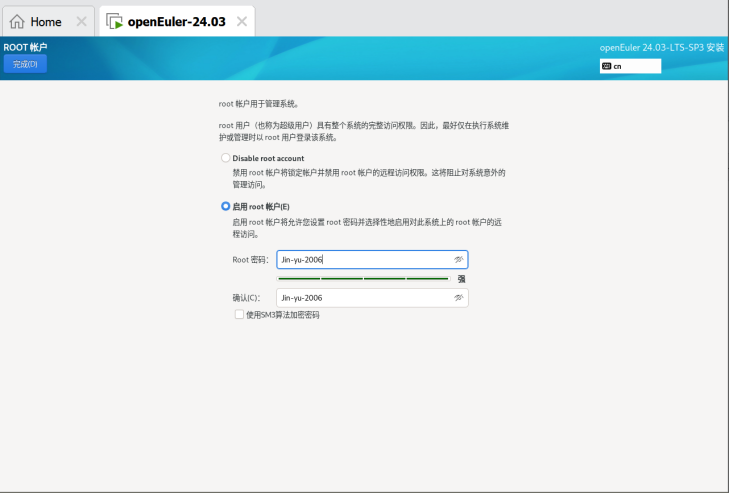 Home
openEuler-24.03
ROOT 帐户
openEuler 24.03-LTS-SP3 安装
完成(D)
cn
root 帐户用于管理系统。
root 用户（也称为超级用户）具有整个系统的完整访问权限。因此，最好仅在执行系统维
护或管理时以 root 用户登录该系统。
Disable root account
禁用 root 帐户将锁定帐户并禁用 root 帐户的远程访问权限。这将阻止对系统意外的
管理访问。
启用 root 帐户(E)
启用 root 帐户将允许您设置 root 密码并选择性地启用对此系统上的 root 帐户的远
程访问。
Root 密码： Jin-yu-2006
强
确认(C)： Jin-yu-2006
使用SM3算法加密密码